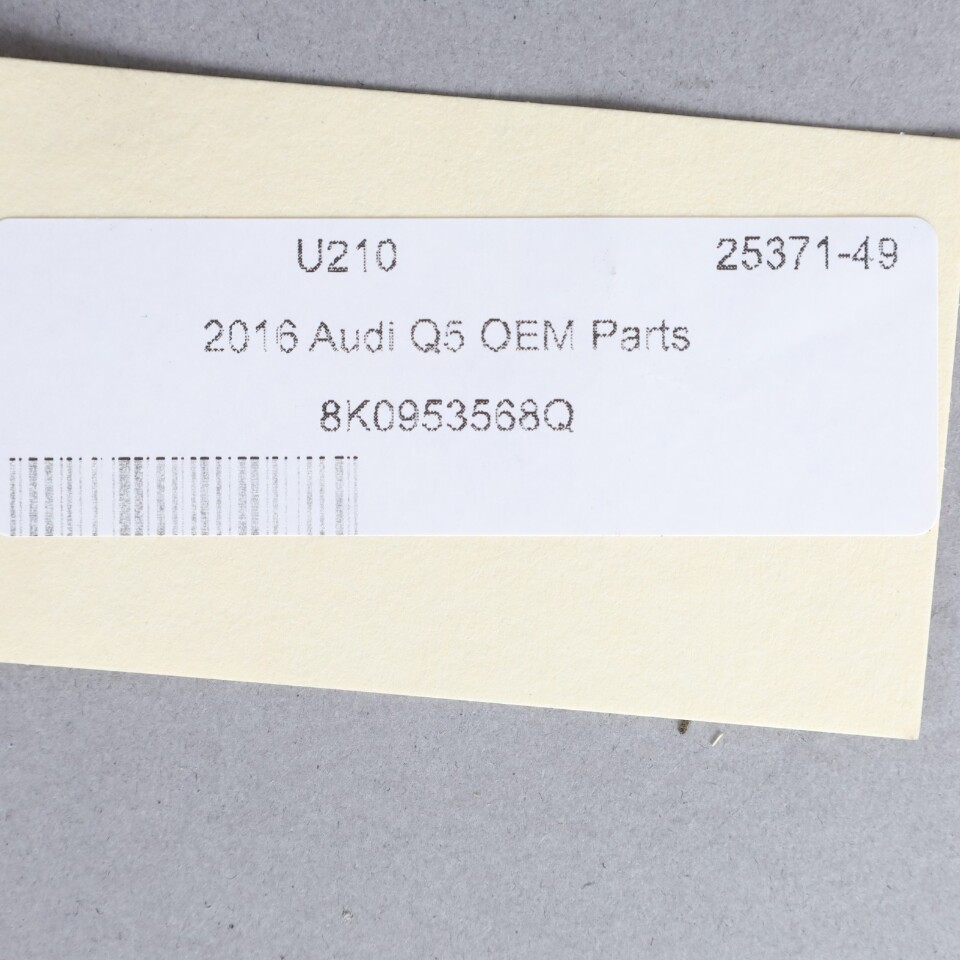 U210 25371-49
2016 Audi Q5 OEM Parts
8K0953568Q